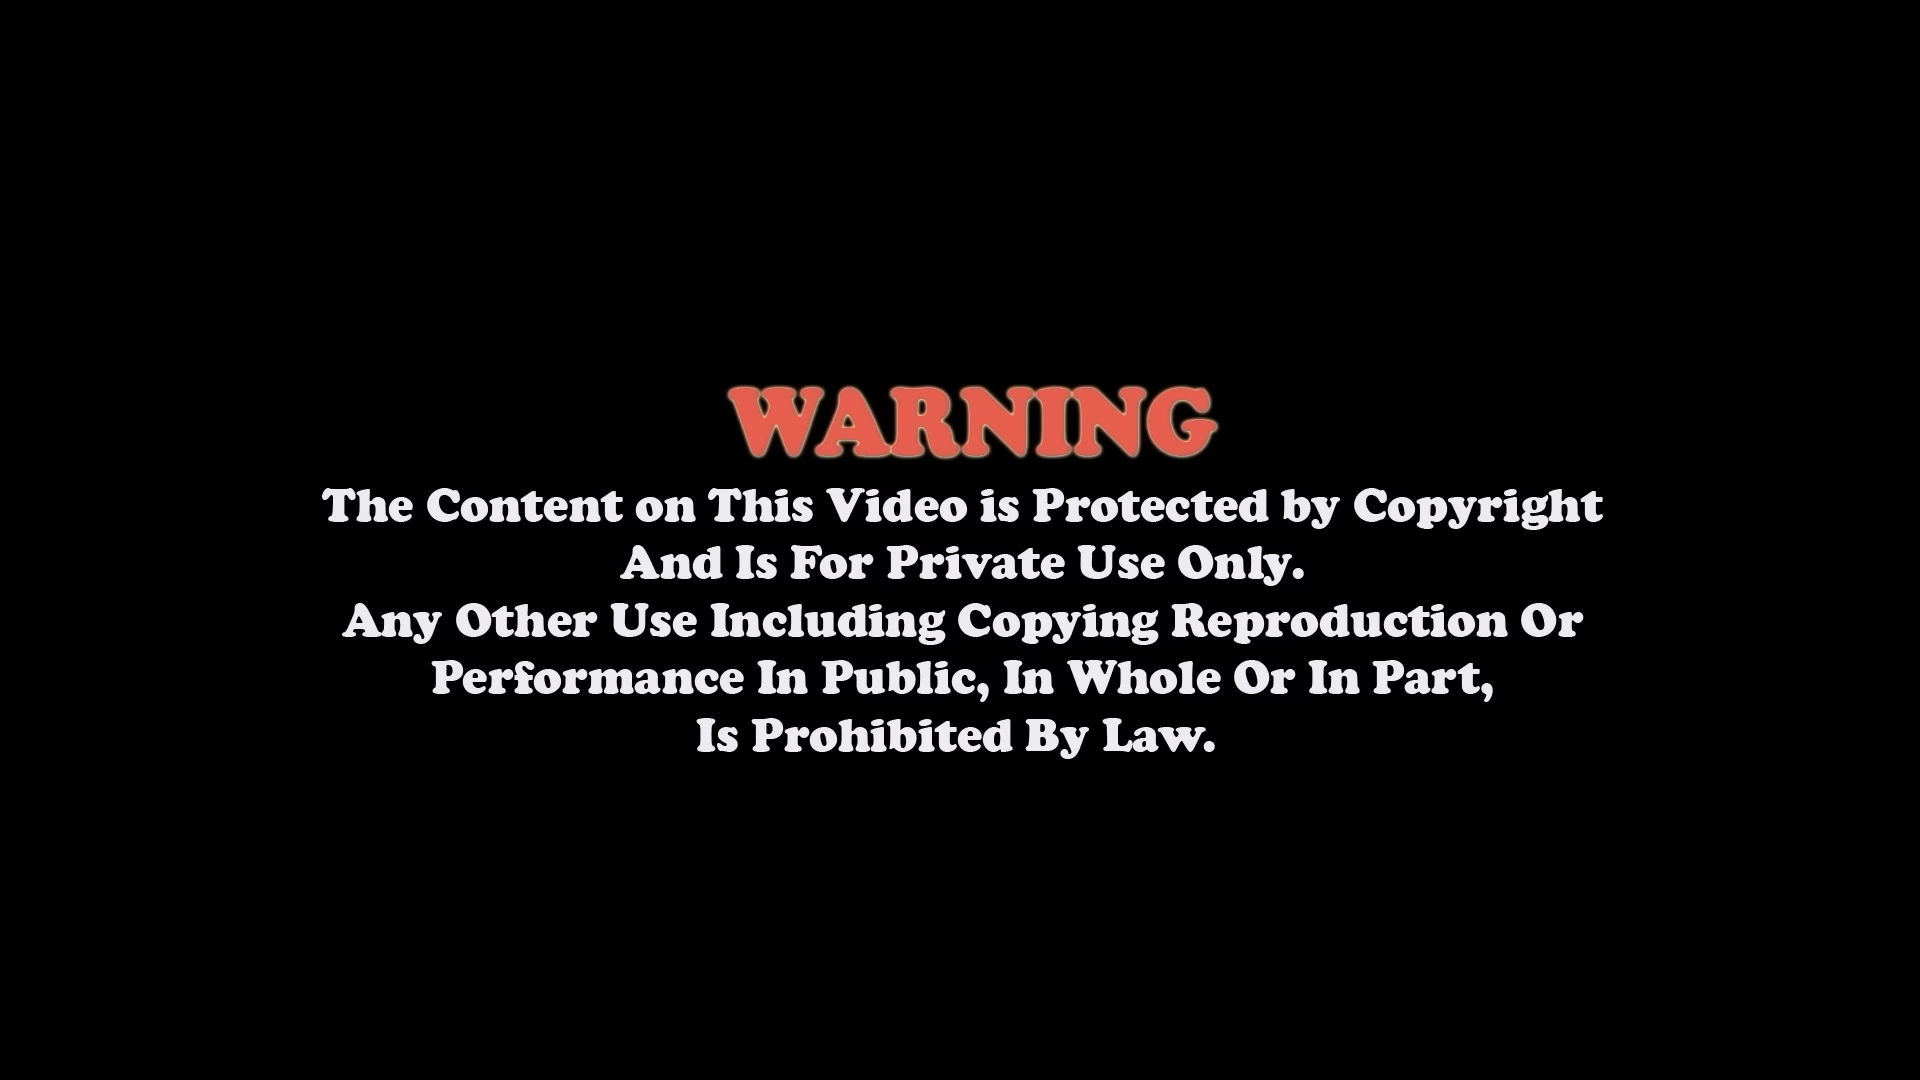 WARNING
The Content on This Video is Protected by Copyright
And Is For Private Use Only.
Any Other Use Including Copying Reproduction Or
Performance In Public, In Whole Or In Part,
Is Prohibited By Law.